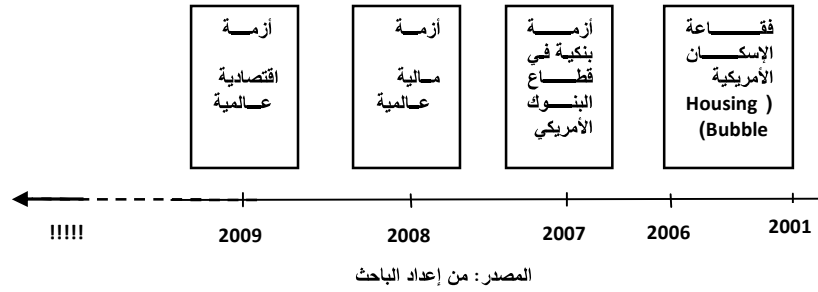 فقاعة
الإسكان
الأمريكية
Housing )
(Bubble
أزمة
بنكية في
قطاع
البنوك
الأمريكي
أزمة
مالية
عالمية
أزمة
اقتصادية
عالمية
2001
2006
2007
2008
2009
!!!!!
المصدر: من إعداد الباحث